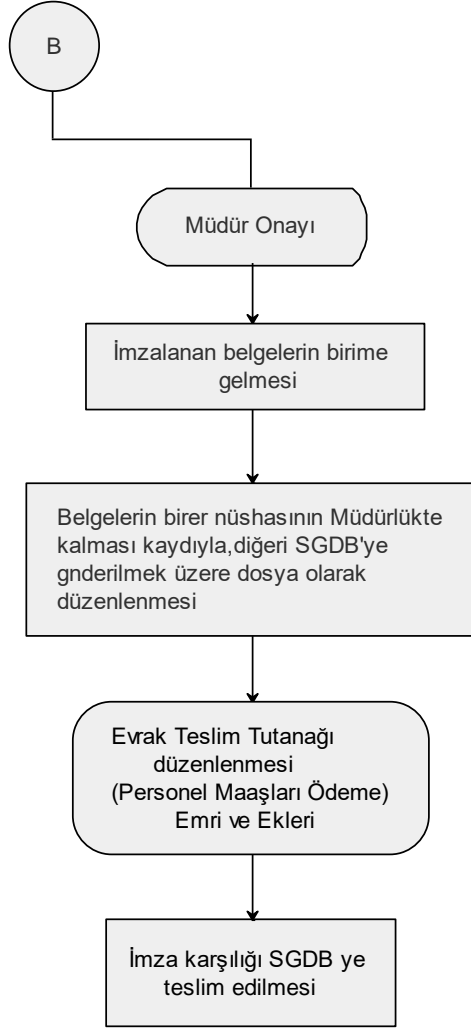 B
Müdür Onayı
İmzalanan belgelerin birime
gelmesi
Belgelerin birer nüshasının Müdürlükte
kalması kaydıyla,diğeri SGDB'ye
gnderilmek üzere dosya olarak
düzenlenmesi
Evrak Teslim Tutanağı
düzenlenmesi
(Personel Maaşları Ödeme)
Emri ve Ekleri
İmza karşılığı SGDB ye
teslim edilmesi